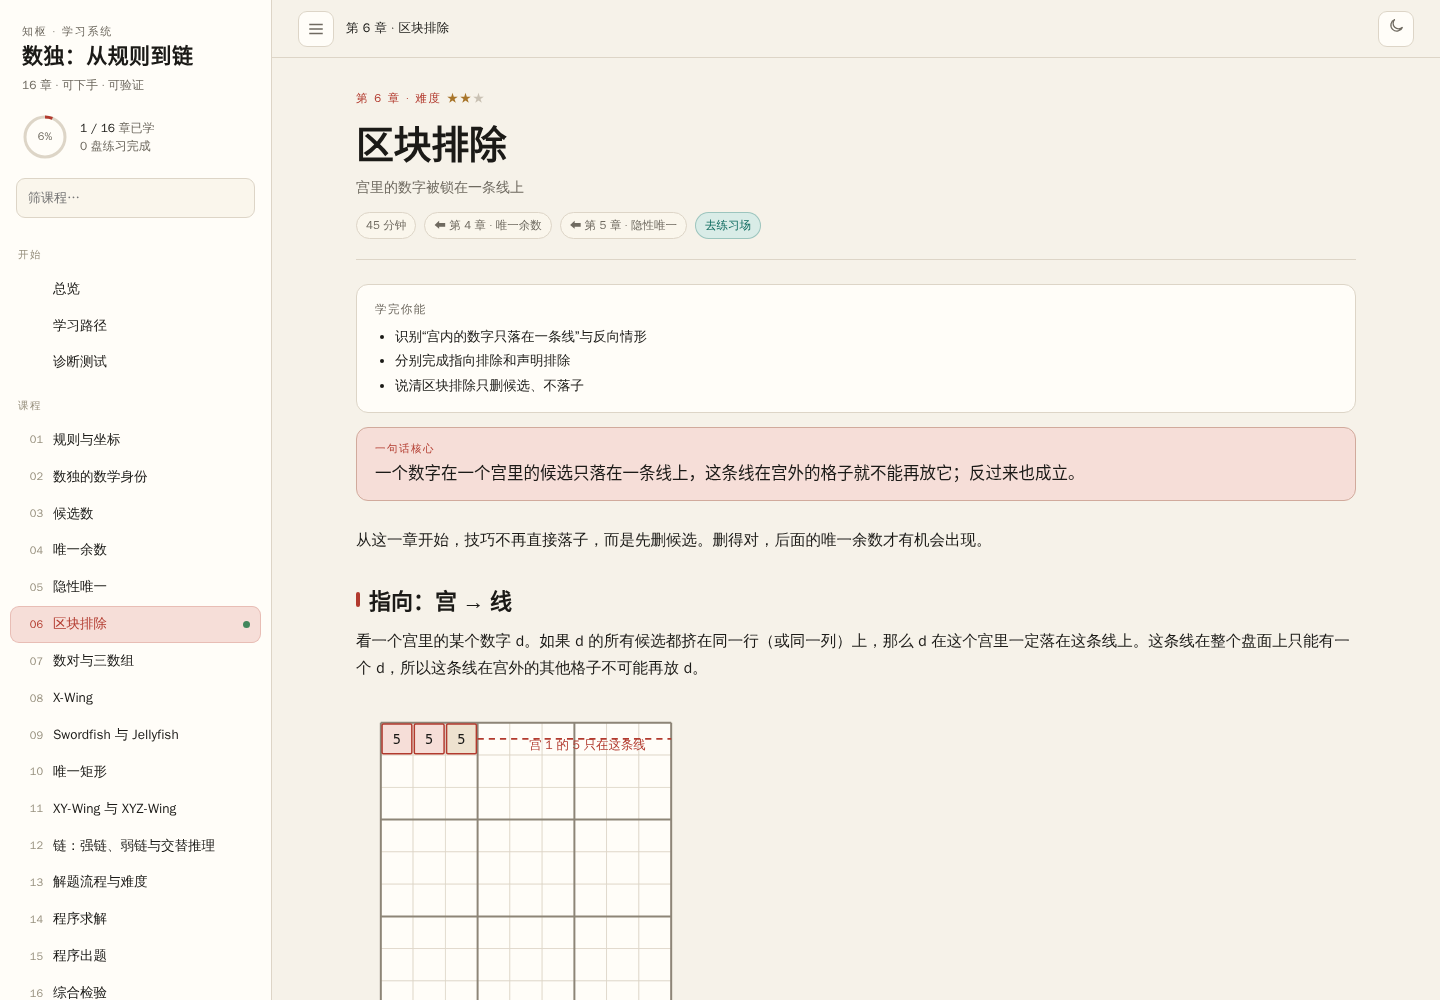 知枢 · 学习系统
数独：从规则到链
16 章 · 可下手 · 可验证
6%
1 / 16 章已学
0 盘练习完成
筛课程…
开始
总览
学习路径
诊断测试
课程
01 规则与坐标
02 数独的数学身份
03 候选数
04 唯一余数
05 隐性唯一
06 区块排除
07 数对与三数组
08 X-Wing
09 Swordfish 与 Jellyfish
10 唯一矩形
11 XY-Wing 与 XYZ-Wing
12 链：强链、弱链与交替推理
13 解题流程与难度
14 程序求解
15 程序出题
16 综合检验
第 6 章 · 区块排除
第 6 章 · 难度 ★★★
区块排除
宫里的数字被锁在一条线上
45 分钟
⬅ 第 4 章 · 唯一余数
⬅ 第 5 章 · 隐性唯一
去练习场
学完你能
• 识别“宫内的数字只落在一条线”与反向情形
• 分别完成指向排除和声明排除
• 说清区块排除只删候选、不落子
一句话核心
一个数字在一个宫里的候选只落在一条线上，这条线在宫外的格子就不能再放它；反过来也成立。
从这一章开始，技巧不再直接落子，而是先删候选。删得对，后面的唯一余数才有机会出现。
指向：宫 → 线
看一个宫里的某个数字 d。如果 d 的所有候选都挤在同一行（或同一列）上，那么 d 在这个宫里一定落在这条线上。这条线在整个盘面上只能有一
个 d，所以这条线在宫外的其他格子不可能再放 d。
5 5 5
宫 1 的 5 只在这条线